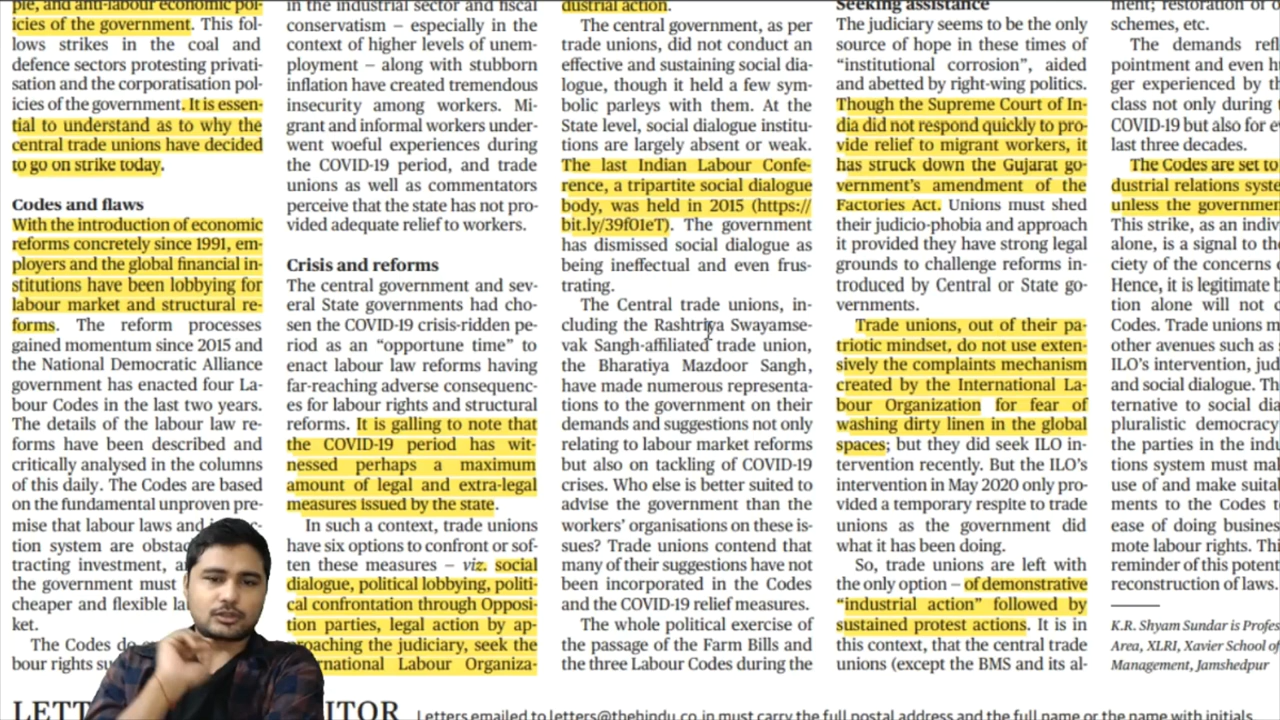 ple, and anti-labour economic pol-
icies of the government. This fol-
lows strikes in the coal and
defence sectors protesting privati-
sation and the corporatisation pol-
icies of the government. It is essen-
tial to understand as to why the
central trade unions have decided
to go on strike today.
Codes and flaws
With the introduction of economic
reforms concretely since 1991, em-
ployers and the global financial in-
stitutions have been lobbying for
labour market and structural re-
forms. The reform processes
gained momentum since 2015 and
the National Democratic Alliance
government has enacted four La-
bour Codes in the last two years.
The details of the labour law re-
forms have been described and
critically analysed in the columns
of this daily. The Codes are based
on the fundamental unproven pre-
mise that labour laws and
tion system are
tracting investment,
the government must
cheaper and flexible
ket.
The Codes
bour rights
in the industrial sector and fiscal
conservatism – especially in the
context of higher levels of unem-
ployment – along with stubborn
inflation have created tremendous
insecurity among workers. Mi-
grant and informal workers under-
went woeful experiences during
the COVID-19 period, and trade
unions as well as commentators
perceive that the state has not pro-
vided adequate relief to workers.
Crisis and reforms
The central government and sev-
eral State governments had cho-
sen the COVID-19 crisis-ridden pe-
riod as an “opportune time” to
enact labour law reforms having
far-reaching adverse consequenc-
es for labour rights and structural
reforms. It is galling to note that
the COVID-19 period has wit-
nessed perhaps a maximum
amount of legal and extra-legal
measures issued by the state.
In such a context, trade unions
have six options to confront or sof-
ten these measures – viz. social
dialogue, political lobbying, politi-
cal confrontation through Opposi-
tion parties, legal action by ap-
proaching the judiciary, seek the
Labour Organiza-
dustrial action.
The central government, as per
trade unions, did not conduct an
effective and sustaining social dia-
logue, though it held a few sym-
bolic parleys with them. At the
State level, social dialogue institu-
tions are largely absent or weak.
The last Indian Labour Confe-
rence, a tripartite social dialogue
body, was held in 2015 (https://
bit.ly/39f01eT). The government
has dismissed social dialogue as
being ineffectual and even frus-
trating.
The Central trade unions, in-
cluding the Rashtriya Swayamse-
vak Sangh-affiliated trade union,
the Bharatiya Mazdoor Sangh,
have made numerous representa-
tions to the government on their
demands and suggestions not only
relating to labour market reforms
but also on tackling of COVID-19
crises. Who else is better suited to
advise the government than the
workers’ organisations on these is-
sues? Trade unions contend that
many of their suggestions have not
been incorporated in the Codes
and the COVID-19 relief measures.
The whole political exercise of
the passage of the Farm Bills and
the three Labour Codes during the
Seeking assistance
The judiciary seems to be the only
source of hope in these times of
“institutional corrosion”, aided
and abetted by right-wing politics.
Though the Supreme Court of In-
dia did not respond quickly to pro-
vide relief to migrant workers, it
has struck down the Gujarat go-
vernment’s amendment of the
Factories Act. Unions must shed
their judicio-phobia and approach
it provided they have strong legal
grounds to challenge reforms in-
troduced by Central or State go-
vernments.
Trade unions, out of their pa-
triotic mindset, do not use exten-
sively the complaints mechanism
created by the International La-
bour Organization for fear of
washing dirty linen in the global
spaces; but they did seek ILO in-
tervention recently. But the ILO’s
intervention in May 2020 only pro-
vided a temporary respite to trade
unions as the government did
what it has been doing.
So, trade unions are left with
the only option – of demonstrative
“industrial action” followed by
sustained protest actions. It is in
this context, that the central trade
unions (except the BMS and its al-
ment; restoration of
schemes, etc.
The demands
pointment and even
ger experienced by
class not only during
COVID-19 but also for
last three decades.
The Codes are set to
dustrial relations
unless the
This strike, as an
alone, is a signal to the
ciety of the concerns
Hence, it is legitimate
tion alone will not
Codes. Trade unions
other avenues such as
ILO’s intervention,
and social dialogue.
ternative to social
pluralistic democracy
the parties in the
tions system must
use of and make
ments to the Codes
ease of doing
mote labour rights.
reminder of this
reconstruction of laws.
K.R. Shyam Sundar is
Area, XLRI, Xavier School of
Management, Jamshedpur
Letters emailed to letters@thehindu.co.in must carry the full postal address and the full name or the name with initials.